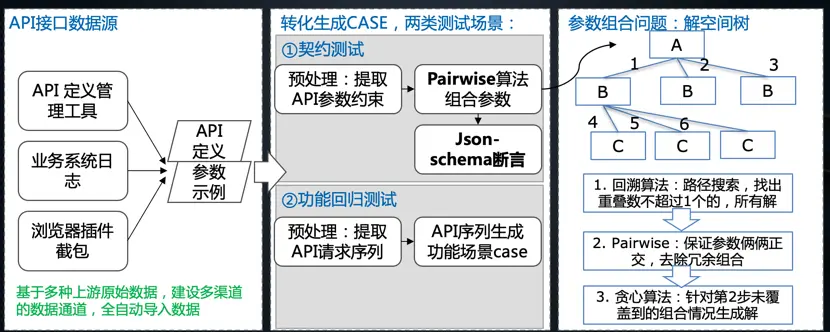 API接口数据源
API 定义管
理工具
业务系统日
志
浏览器插件
截包
API
定义
参数
示例
基于多种上游原始数据，建设多渠道
的数据通道，全自动导入数据
转化生成CASE，两类测试场景：
①契约测试
预处理：提取
API参数约束
Pairwise算法
组合参数
Json-
schema断言
②功能回归测试
预处理：提取
API请求序列
API序列生成
功能场景case
参数组合问题：解空间树
A
1
2
3
B
B
B
4
5
6
C
C
C
1. 回溯算法：路径搜索，找出
重叠数不超过1个的，所有解
2. Pairwise：保证参数俩俩正
交，去除冗余组合
3. 贪心算法：针对第2步未覆
盖到的组合情况生成解